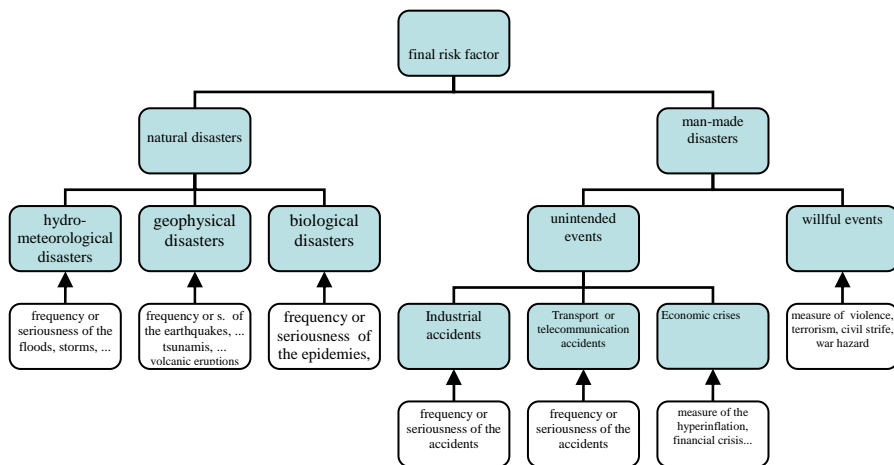 final risk factor
natural disasters
man-made
disasters
hydro-
meteorological
disasters
geophysical
disasters
biological
disasters
unintended
events
willful events
frequency or
seriousness of the
floods, storms, ...
frequency or s. of
the earthquakes, ...
tsunamis, ...
volcanic eruptions
frequency or
seriousness of
the epidemies,
Industrial
accidents
Transport or
telecommunication
accidents
Economic crises
measure of violence,
terrorism, civil strife,
war hazard
frequency or
seriousness of the
accidents
frequency or
seriousness of the
accidents
measure of the
hyperinflation,
financial crisis...